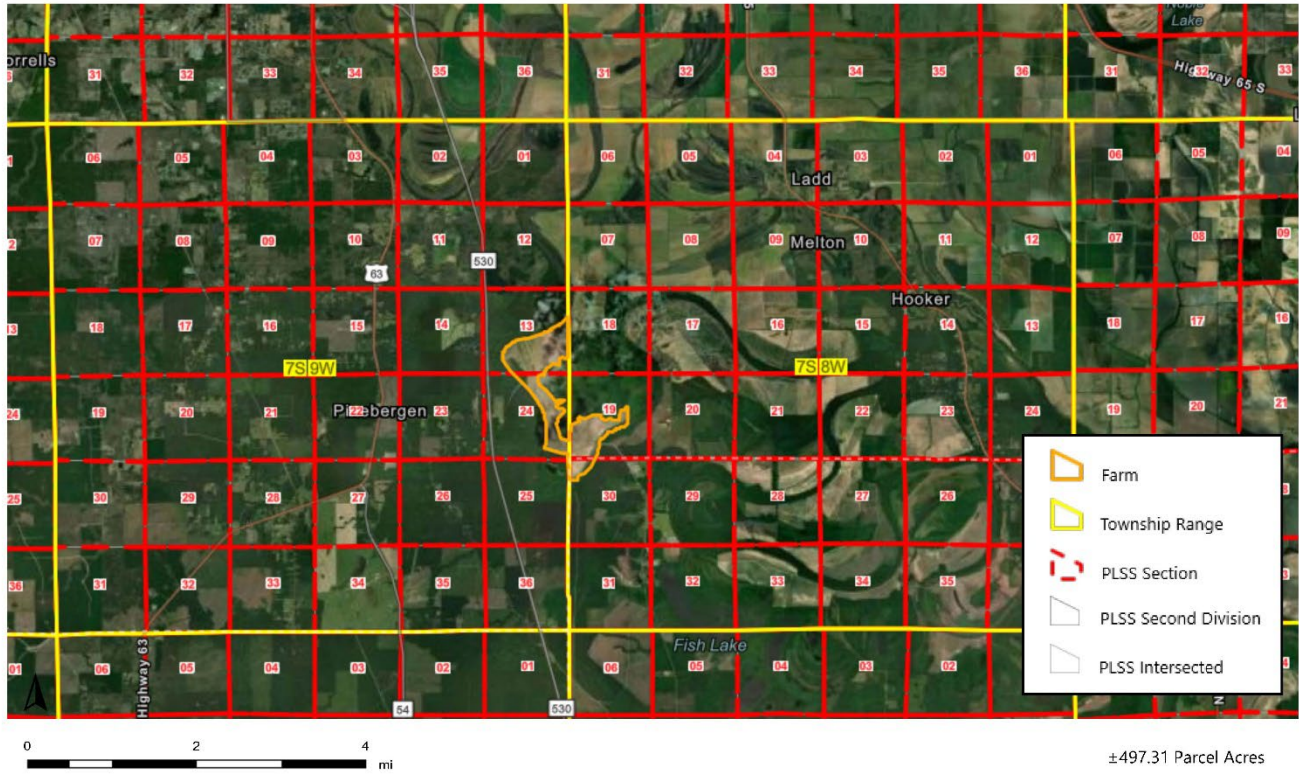 Noble
Lake
orrells
31 32 33 34 35 36 31 32 33 34 35 36 31 32 33
Highway 65 S
06 05 04 03 02 01 06 05 04 03 02 01 06 05 04
Ladd
07 08 09 10 11 12 07 08 09 10 11 12 07 08 09
Melton
530
63
Hooker
13 18 17 16 15 14 13 18 17 16 15 14 13 18 17 16
7S 9W
7S 8W
24 19 20 21 22 23 24 19 20 21 22 23 24 19 20 21
25 30 29 28 27 26 25 30 29 28 27 26
36 31 32 33 34 35 36 31 32 33 34 35
Fish Lake
01 06 05 04 03 02 01 06 05 04 03 02
Highway 63
54
530
N
Farm
Township Range
PLSS Section
PLSS Second Division
PLSS Intersected
0 2 4
mi
±497.31 Parcel Acres